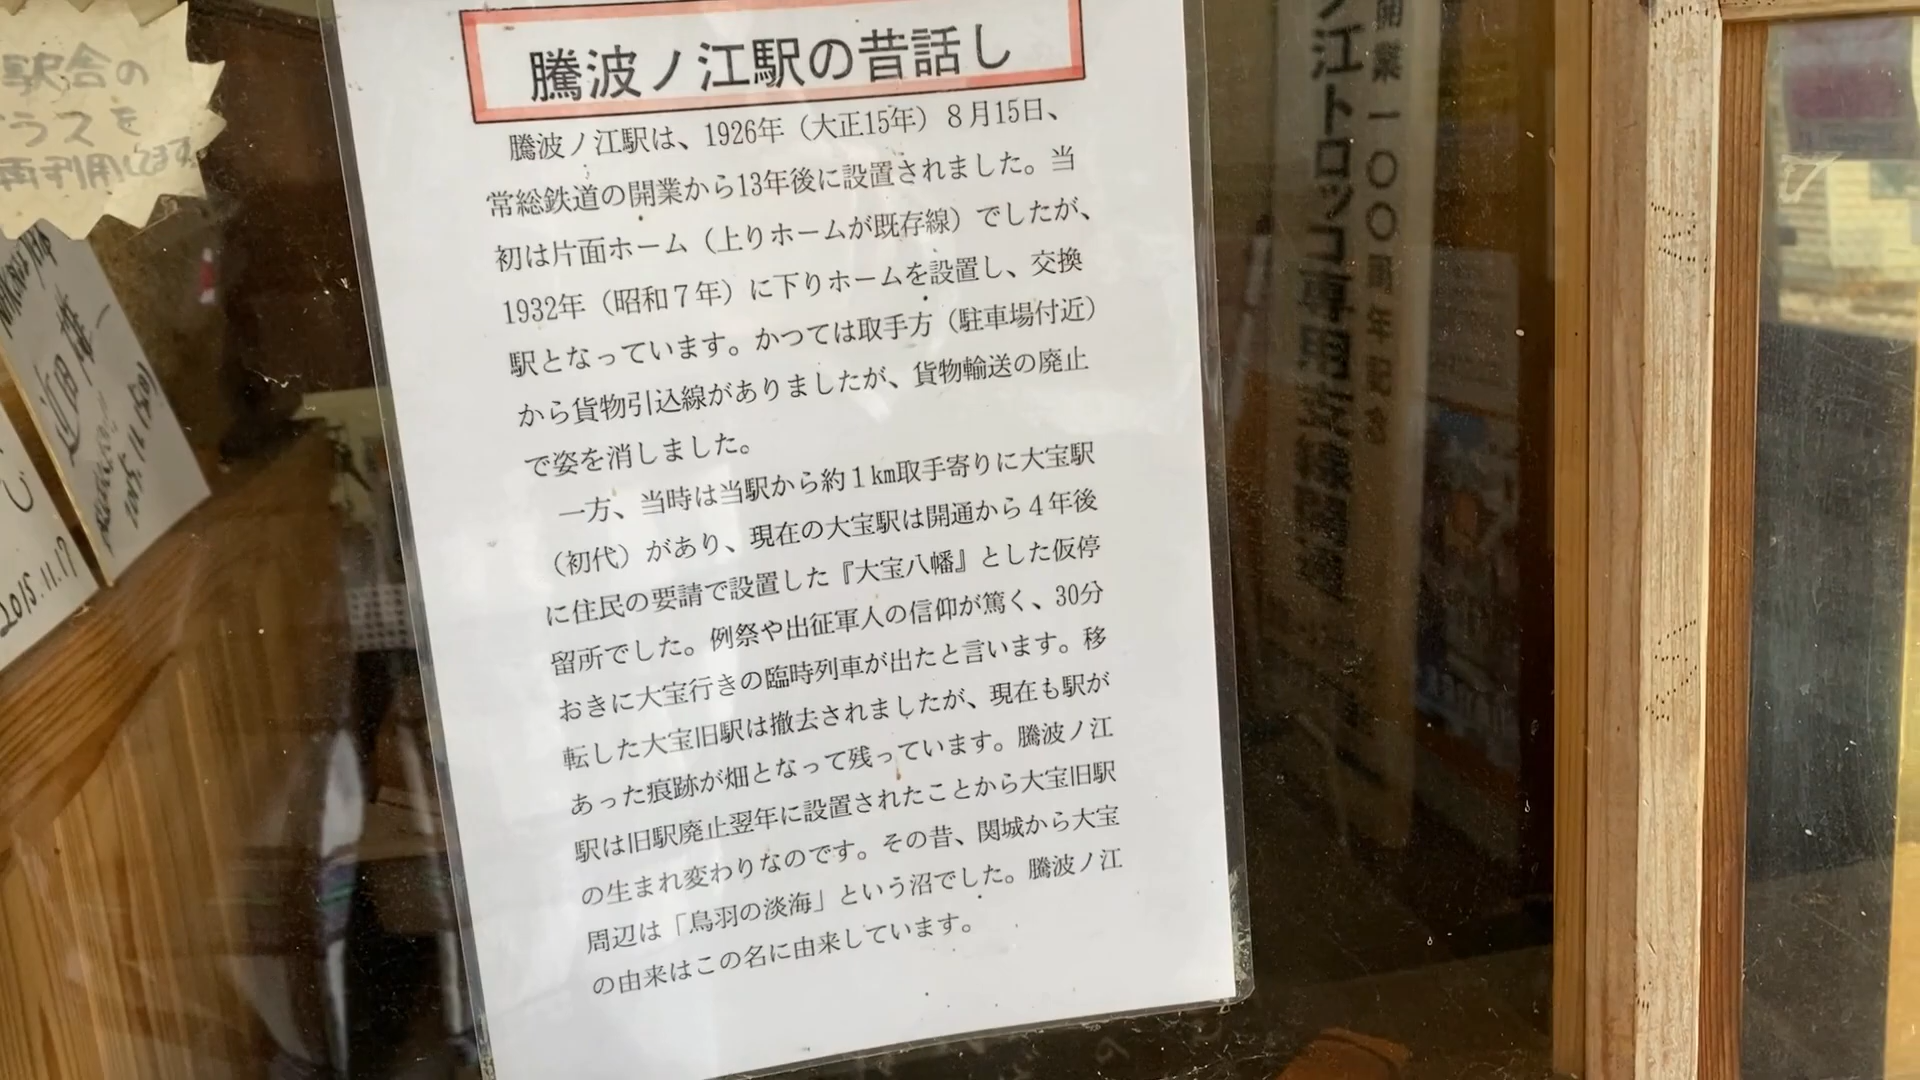 騰波ノ江駅の昔話し
騰波ノ江駅は、1926年（大正15年）８月15日、
常総鉄道の開業から13年後に設置されました。当
初は片面ホーム（上りホームが既存線）でしたが、
1932年（昭和７年）に下りホームを設置し、交換
駅となっています。かつては取手方（駐車場付近）
から貨物引込線がありましたが、貨物輸送の廃止
で姿を消しました。
一方、当時は当駅から約１km取手寄りに大宝駅
（初代）があり、現在の大宝駅は開通から４年後
に住民の要請で設置した『大宝八幡』とした仮停
留所でした。例祭や出征軍人の信仰が篤く、30分
おきに大宝行きの臨時列車が出たと言います。移
転した大宝旧駅は撤去されましたが、現在も駅が
あった痕跡が畑となって残っています。騰波ノ江
駅は旧駅廃止翌年に設置されたことから大宝旧駅
の生まれ変わりなのです。その昔、関城から大宝
周辺は「鳥羽の淡海」という沼でした。騰波ノ江
の由来はこの名に由来しています。
駅舎の
ラスを
再利用してます
2015.11.17
開業一〇〇周年記念
ノ江トロッコ専用